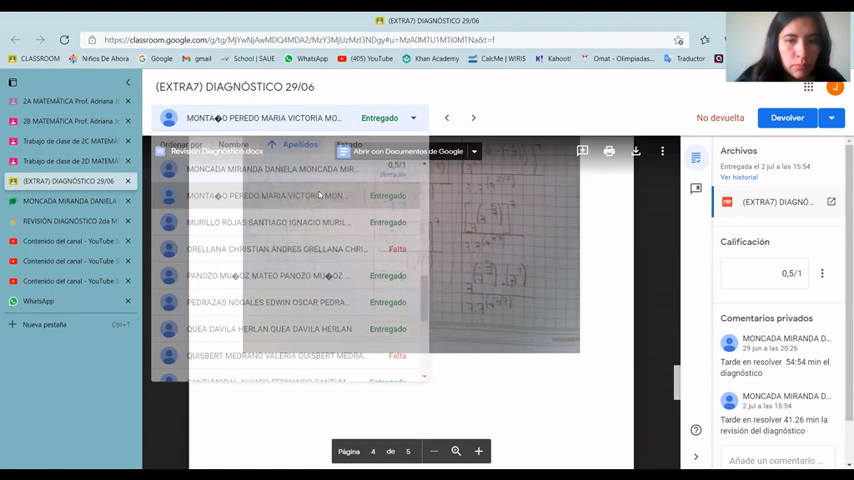 (EXTRA7) DIAGNÓSTICO 29/06
https://classroom.google.com/g/tg/MjYwNjAwMDQ4MDA2/MzY3MjUzMzI3NDgy#u=MzA0MTU1MTI0MTNa&t=f
CLASSROOM
Niños De Ahora
Google
gmail
School | SAUE
WhatsApp
(405) YouTube
Khan Academy
CalcMe | WIRIS
Kahoot!
Omat - Olimpiadas...
Traductor
2A MATEMÁTICA Prof. Adriana Jo
2B MATEMÁTICA Prof. Adriana Jo
Trabajo de clase de 2C MATEMÁ
Trabajo de clase de 2D MATEMÁ
(EXTRA7) DIAGNÓSTICO 29/06
MONCADA MIRANDA DANIELA
REVISIÓN DIAGNÓSTICO 2da
Contenido del canal - YouTube S
Contenido del canal - YouTube S
Contenido del canal - YouTube S
WhatsApp
Nueva pestaña
Ctrl+T
(EXTRA7) DIAGNÓSTICO 29/06
J
MONTA�O PEREDO MARIA VICTORIA MO...
Entregado
No devuelta
Devolver
Ordenar por
Nombre
Apellidos
Estado
Revisión Diagnóstico.docx
Abrir con Documentos de Google
MONCADA MIRANDA DANIELA MONCADA MIR...
0,5/1
Borrador
MONTA�O PEREDO MARIA VICTORIA MON...
Entregado
MURILLO ROJAS SANTIAGO IGNACIO MURIL...
Entregado
ORELLANA CHRISTIAN ANDRES ORELLANA CHRI...
Falta
PANOZO MU�OZ MATEO PANOZO MU�OZ ...
Entregado
PEDRAZAS NOGALES EDWIN OSCAR PEDRA...
Entregado
QUEA DAVILA HERLAN QUEA DAVILA HERLAN
Entregado
QUISBERT MEDRANO VALERIA QUISBERT MEDRA...
Falta
Página 4 de 5
Archivos
Entregada el 2 jul a las 15:54
Ver historial
PDF
(EXTRA7) DIAGNÓ...
Calificación
0,5/1
Comentarios privados
MONCADA MIRANDA D...
29 jun a las 20:26
Tarde en resolver 54:54 min el
diagnóstico
MONCADA MIRANDA D...
2 jul a las 15:54
Tarde en resolver 41.26 min la
revisión del diagnóstico
Añade un comentario ...